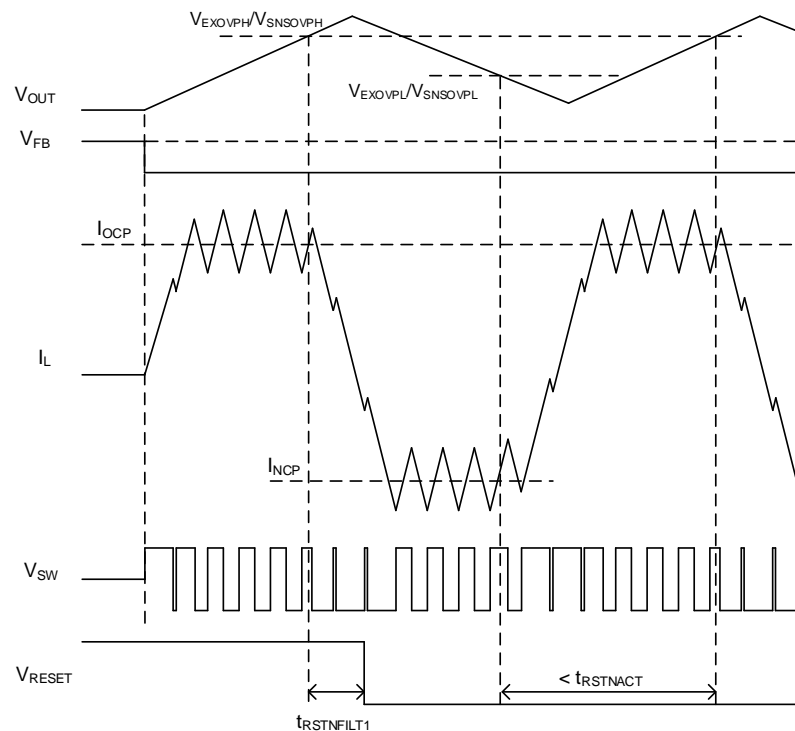 VEXOVPH/VSNSOVPH
VEXOVPL/VSNSOVPL
VOUT
VFB
IOCP
IL
INCP
VSW
VRESET
< tRSTNACT
tRSTNFILT1